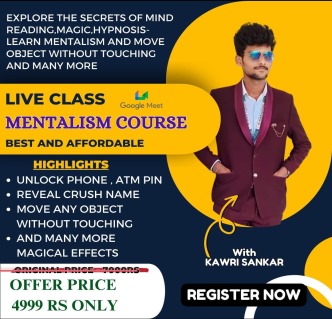 EXPLORE THE SECRETS OF MIND
READING,MAGIC,HYPNOSIS-
LEARN MENTALISM AND MOVE
OBJECT WITHOUT TOUCHING
AND MANY MORE
LIVE CLASS
Google Meet
MENTALISM COURSE
BEST AND AFFORDABLE
HIGHLIGHTS
• UNLOCK PHONE , ATM PIN
• REVEAL CRUSH NAME
• MOVE ANY OBJECT
WITHOUT TOUCHING
• AND MANY MORE
MAGICAL EFFECTS
ORIGINAL PRICE - 7000RS
OFFER PRICE
4999 RS ONLY
With
KAWRI SANKAR
REGISTER NOW